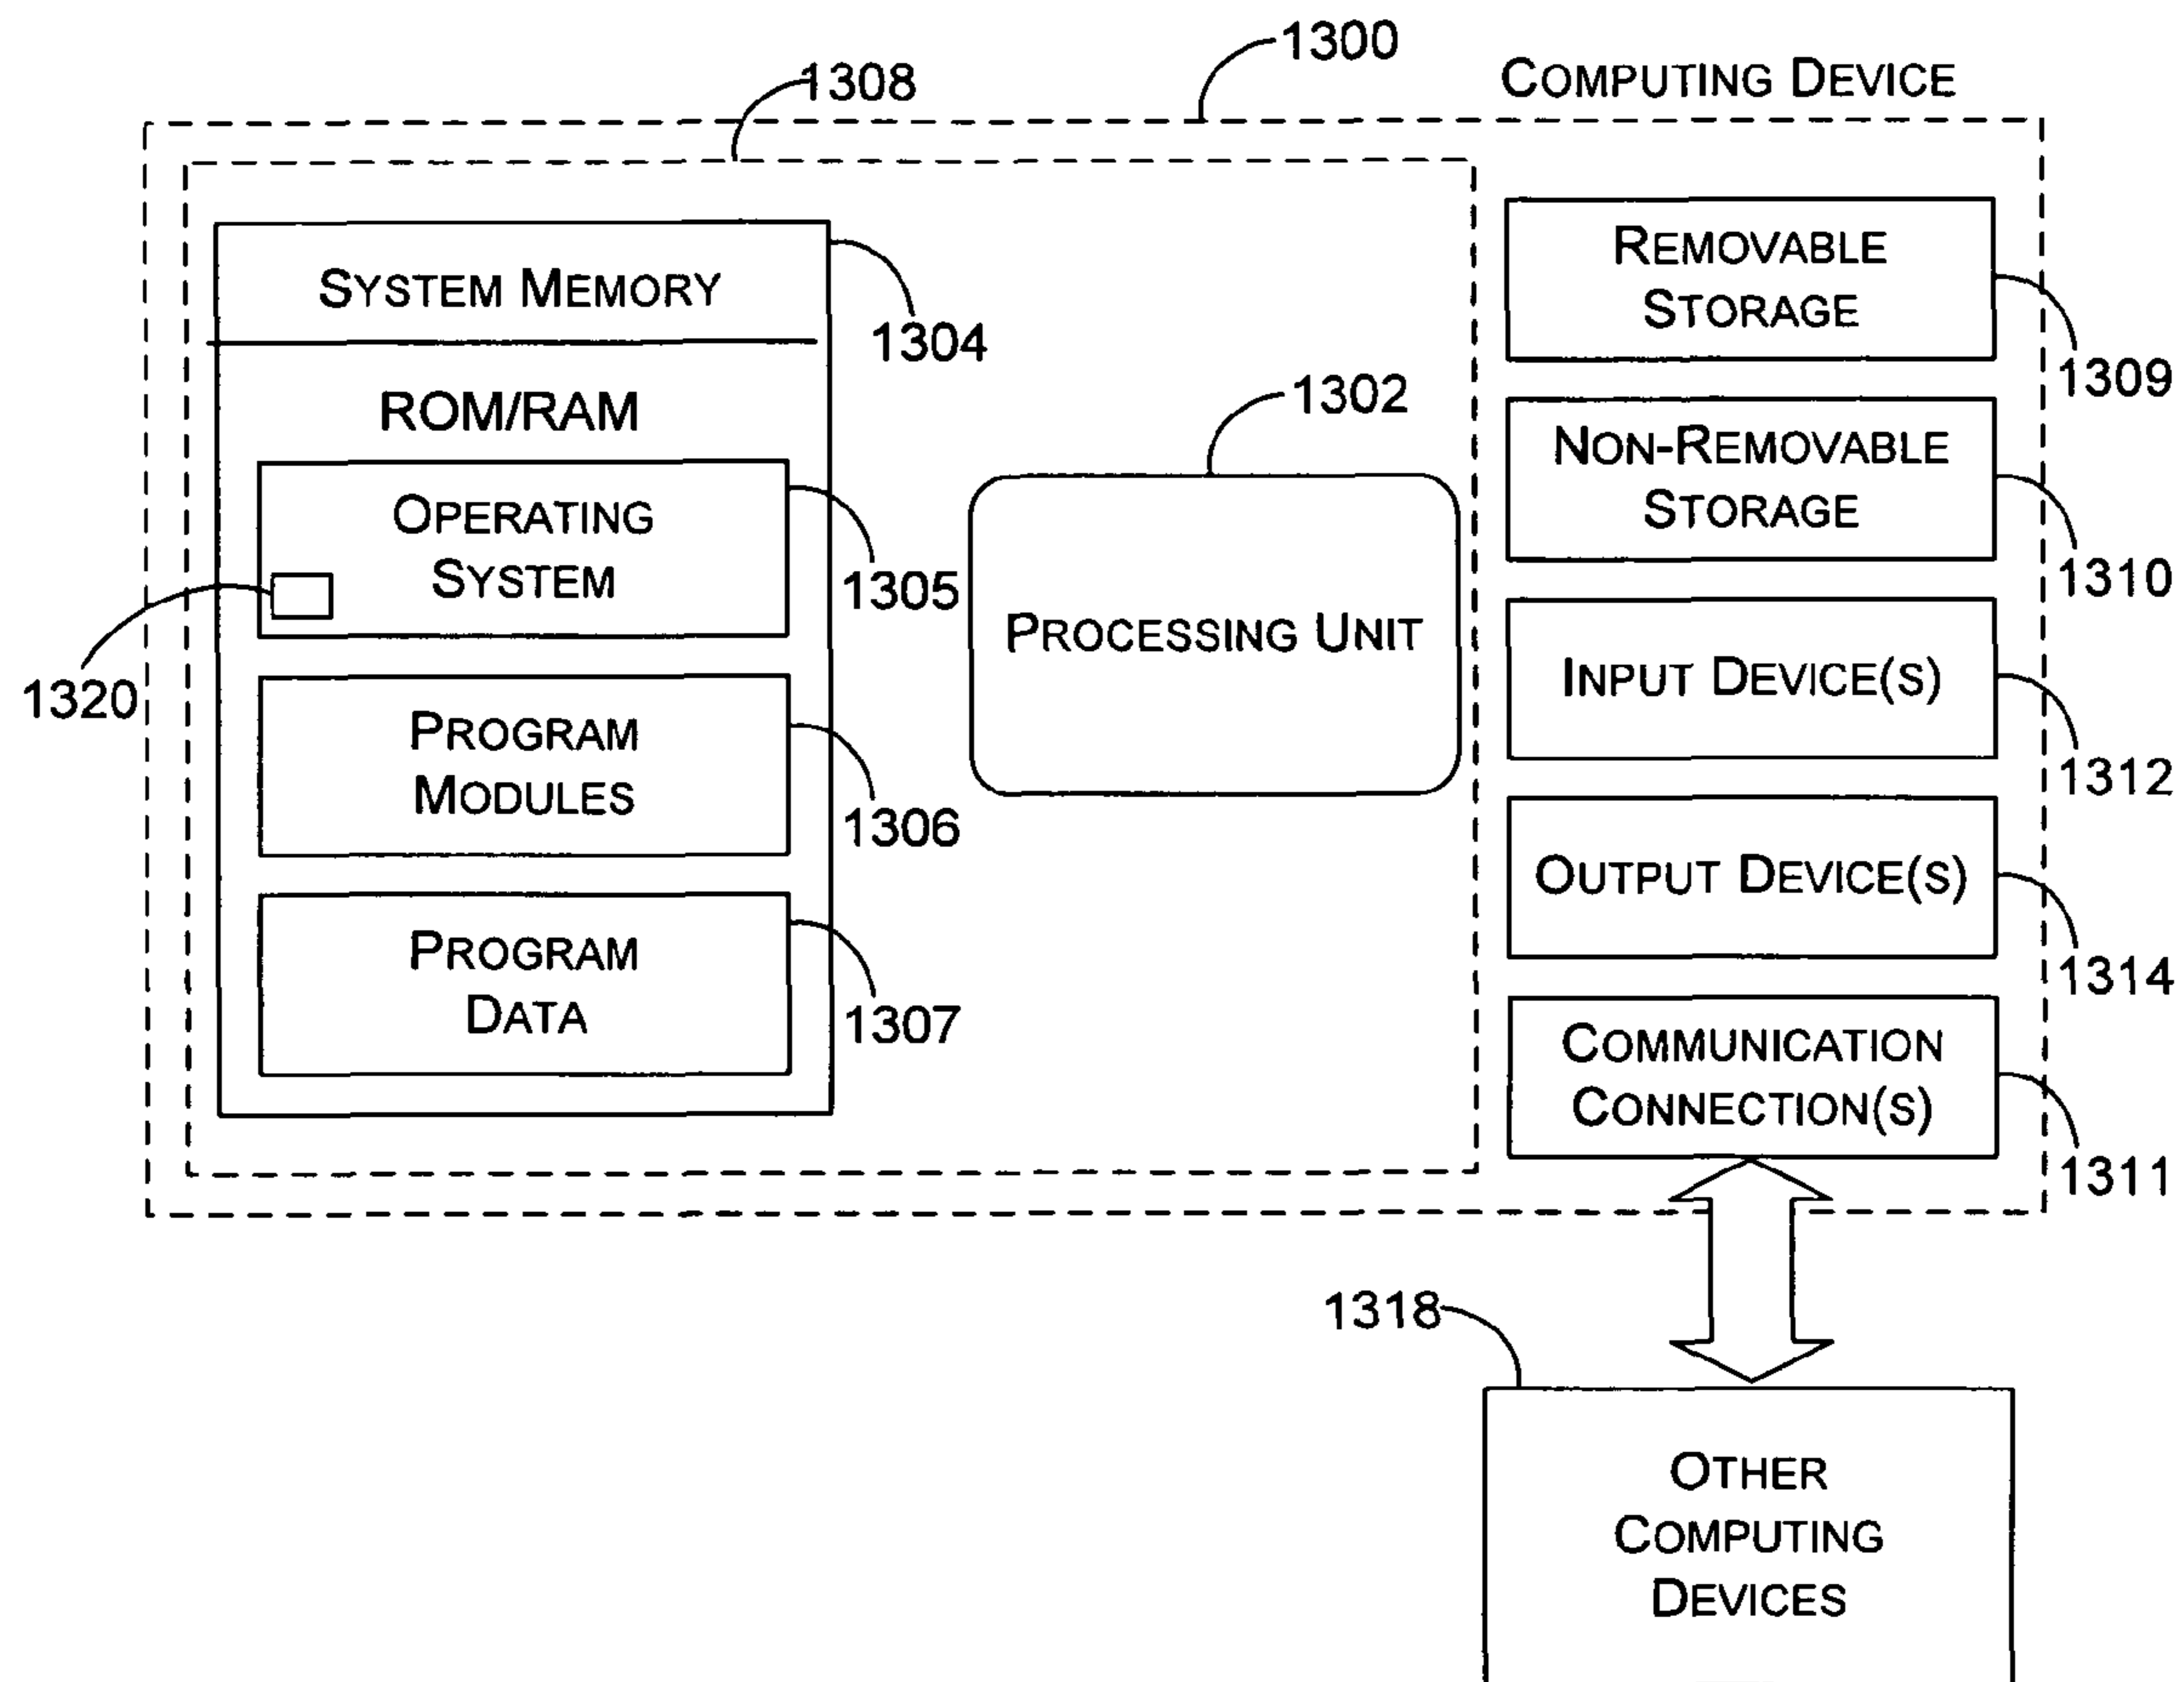 1300
COMPUTING DEVICE
1308
SYSTEM MEMORY
1304
ROM/RAM
OPERATING
SYSTEM
1305
1320
PROGRAM
MODULES
1306
PROGRAM
DATA
1307
1302
PROCESSING UNIT
REMOVABLE
STORAGE
1309
NON-REMOVABLE
STORAGE
1310
INPUT DEVICE(S)
1312
OUTPUT DEVICE(S)
1314
COMMUNICATION
CONNECTION(S)
1311
1318
OTHER
COMPUTING
DEVICES